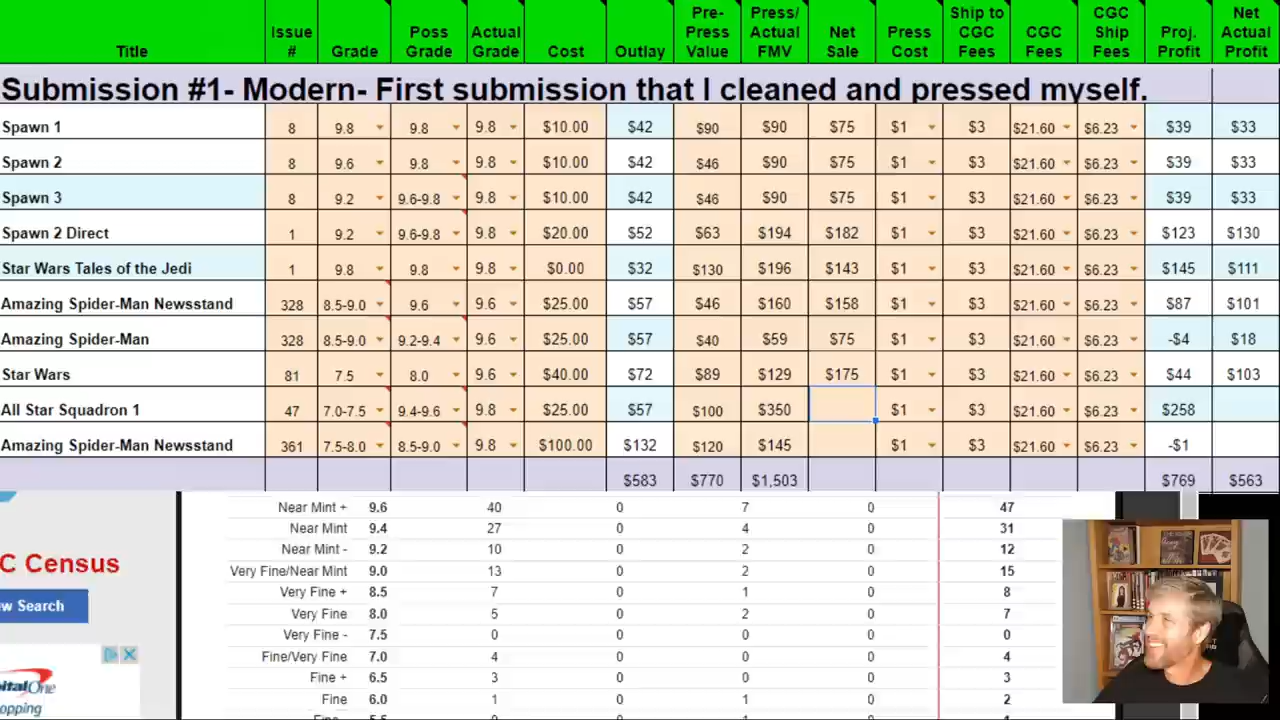 Title Issue # Grade Poss Grade Actual Grade Cost Outlay Pre-Press Value Press/Actual FMV Net Sale Press Cost Ship to CGC Fees CGC Fees CGC Ship Fees Proj. Profit Net Actual Profit
Submission #1- Modern- First submission that I cleaned and pressed myself.
Spawn 1 8 9.8 9.8 9.8 $10.00 $42 $90 $90 $75 $1 $3 $21.60 $6.23 $39 $33
Spawn 2 8 9.6 9.8 9.8 $10.00 $42 $46 $90 $75 $1 $3 $21.60 $6.23 $39 $33
Spawn 3 8 9.2 9.6-9.8 9.8 $10.00 $42 $46 $90 $75 $1 $3 $21.60 $6.23 $39 $33
Spawn 2 Direct 1 9.2 9.6-9.8 9.8 $20.00 $52 $63 $194 $182 $1 $3 $21.60 $6.23 $123 $130
Star Wars Tales of the Jedi 1 9.8 9.8 9.8 $0.00 $32 $130 $196 $143 $1 $3 $21.60 $6.23 $145 $111
Amazing Spider-Man Newsstand 328 8.5-9.0 9.6 9.6 $25.00 $57 $46 $160 $158 $1 $3 $21.60 $6.23 $87 $101
Amazing Spider-Man 328 8.5-9.0 9.2-9.4 9.6 $25.00 $57 $40 $59 $75 $1 $3 $21.60 $6.23 -$4 $18
Star Wars 81 7.5 8.0 9.6 $40.00 $72 $89 $129 $175 $1 $3 $21.60 $6.23 $44 $103
All Star Squadron 1 47 7.0-7.5 9.4-9.6 9.8 $25.00 $57 $100 $350 $1 $3 $21.60 $6.23 $258
Amazing Spider-Man Newsstand 361 7.5-8.0 8.5-9.0 9.8 $100.00 $132 $120 $145 $1 $3 $21.60 $6.23 -$1
$583 $770 $1,503 $769 $563
Near Mint + 9.6 40 0 7 0 47
Near Mint 9.4 27 0 4 0 31
Near Mint - 9.2 10 0 2 0 12
Very Fine/Near Mint 9.0 13 0 2 0 15
Very Fine + 8.5 7 0 1 0 8
Very Fine 8.0 5 0 2 0 7
Very Fine - 7.5 0 0 0 0 0
Fine/Very Fine 7.0 4 0 0 0 4
Fine + 6.5 3 0 0 0 3
Fine 6.0 1 0 1 0 2
C Census
ew Search
italOne
opping